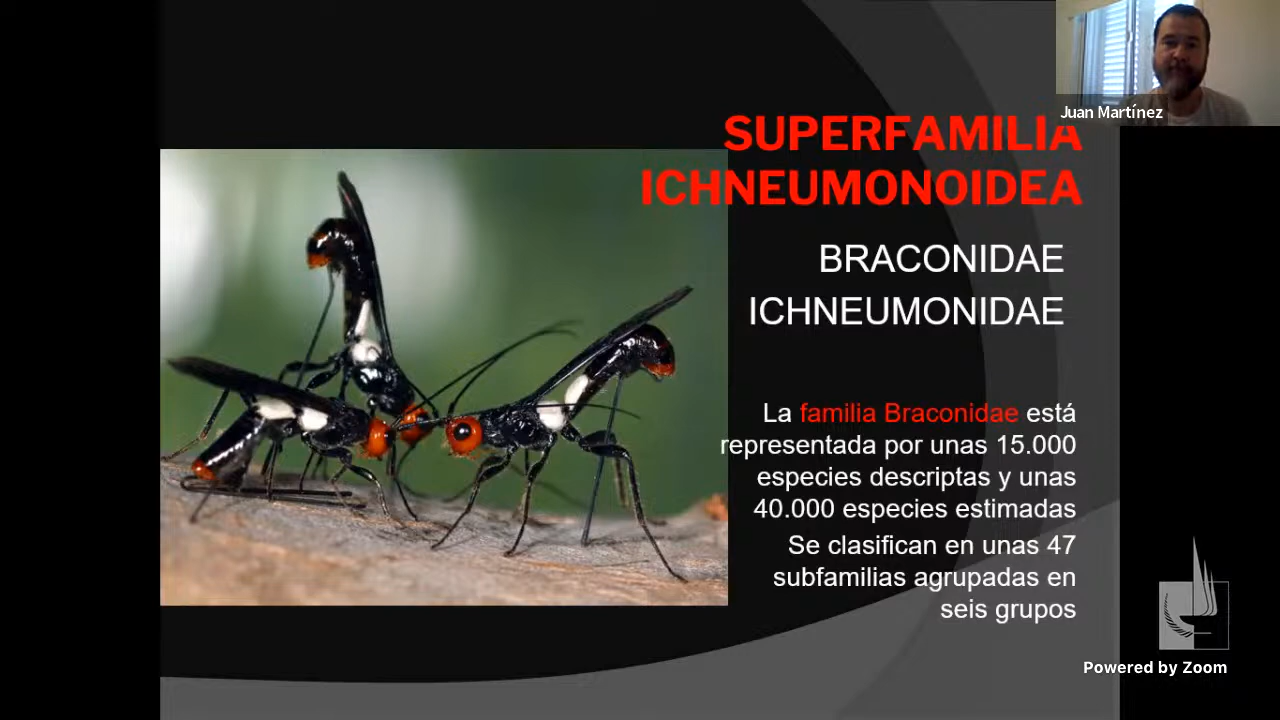 Juan Martínez
SUPERFAMILIA
ICHNEUMONOIDEA
BRACONIDAE
ICHNEUMONIDAE
La familia Braconidae está
representada por unas 15.000
especies descriptas y unas
40.000 especies estimadas
Se clasifican en unas 47
subfamilias agrupadas en
seis grupos
Powered by Zoom